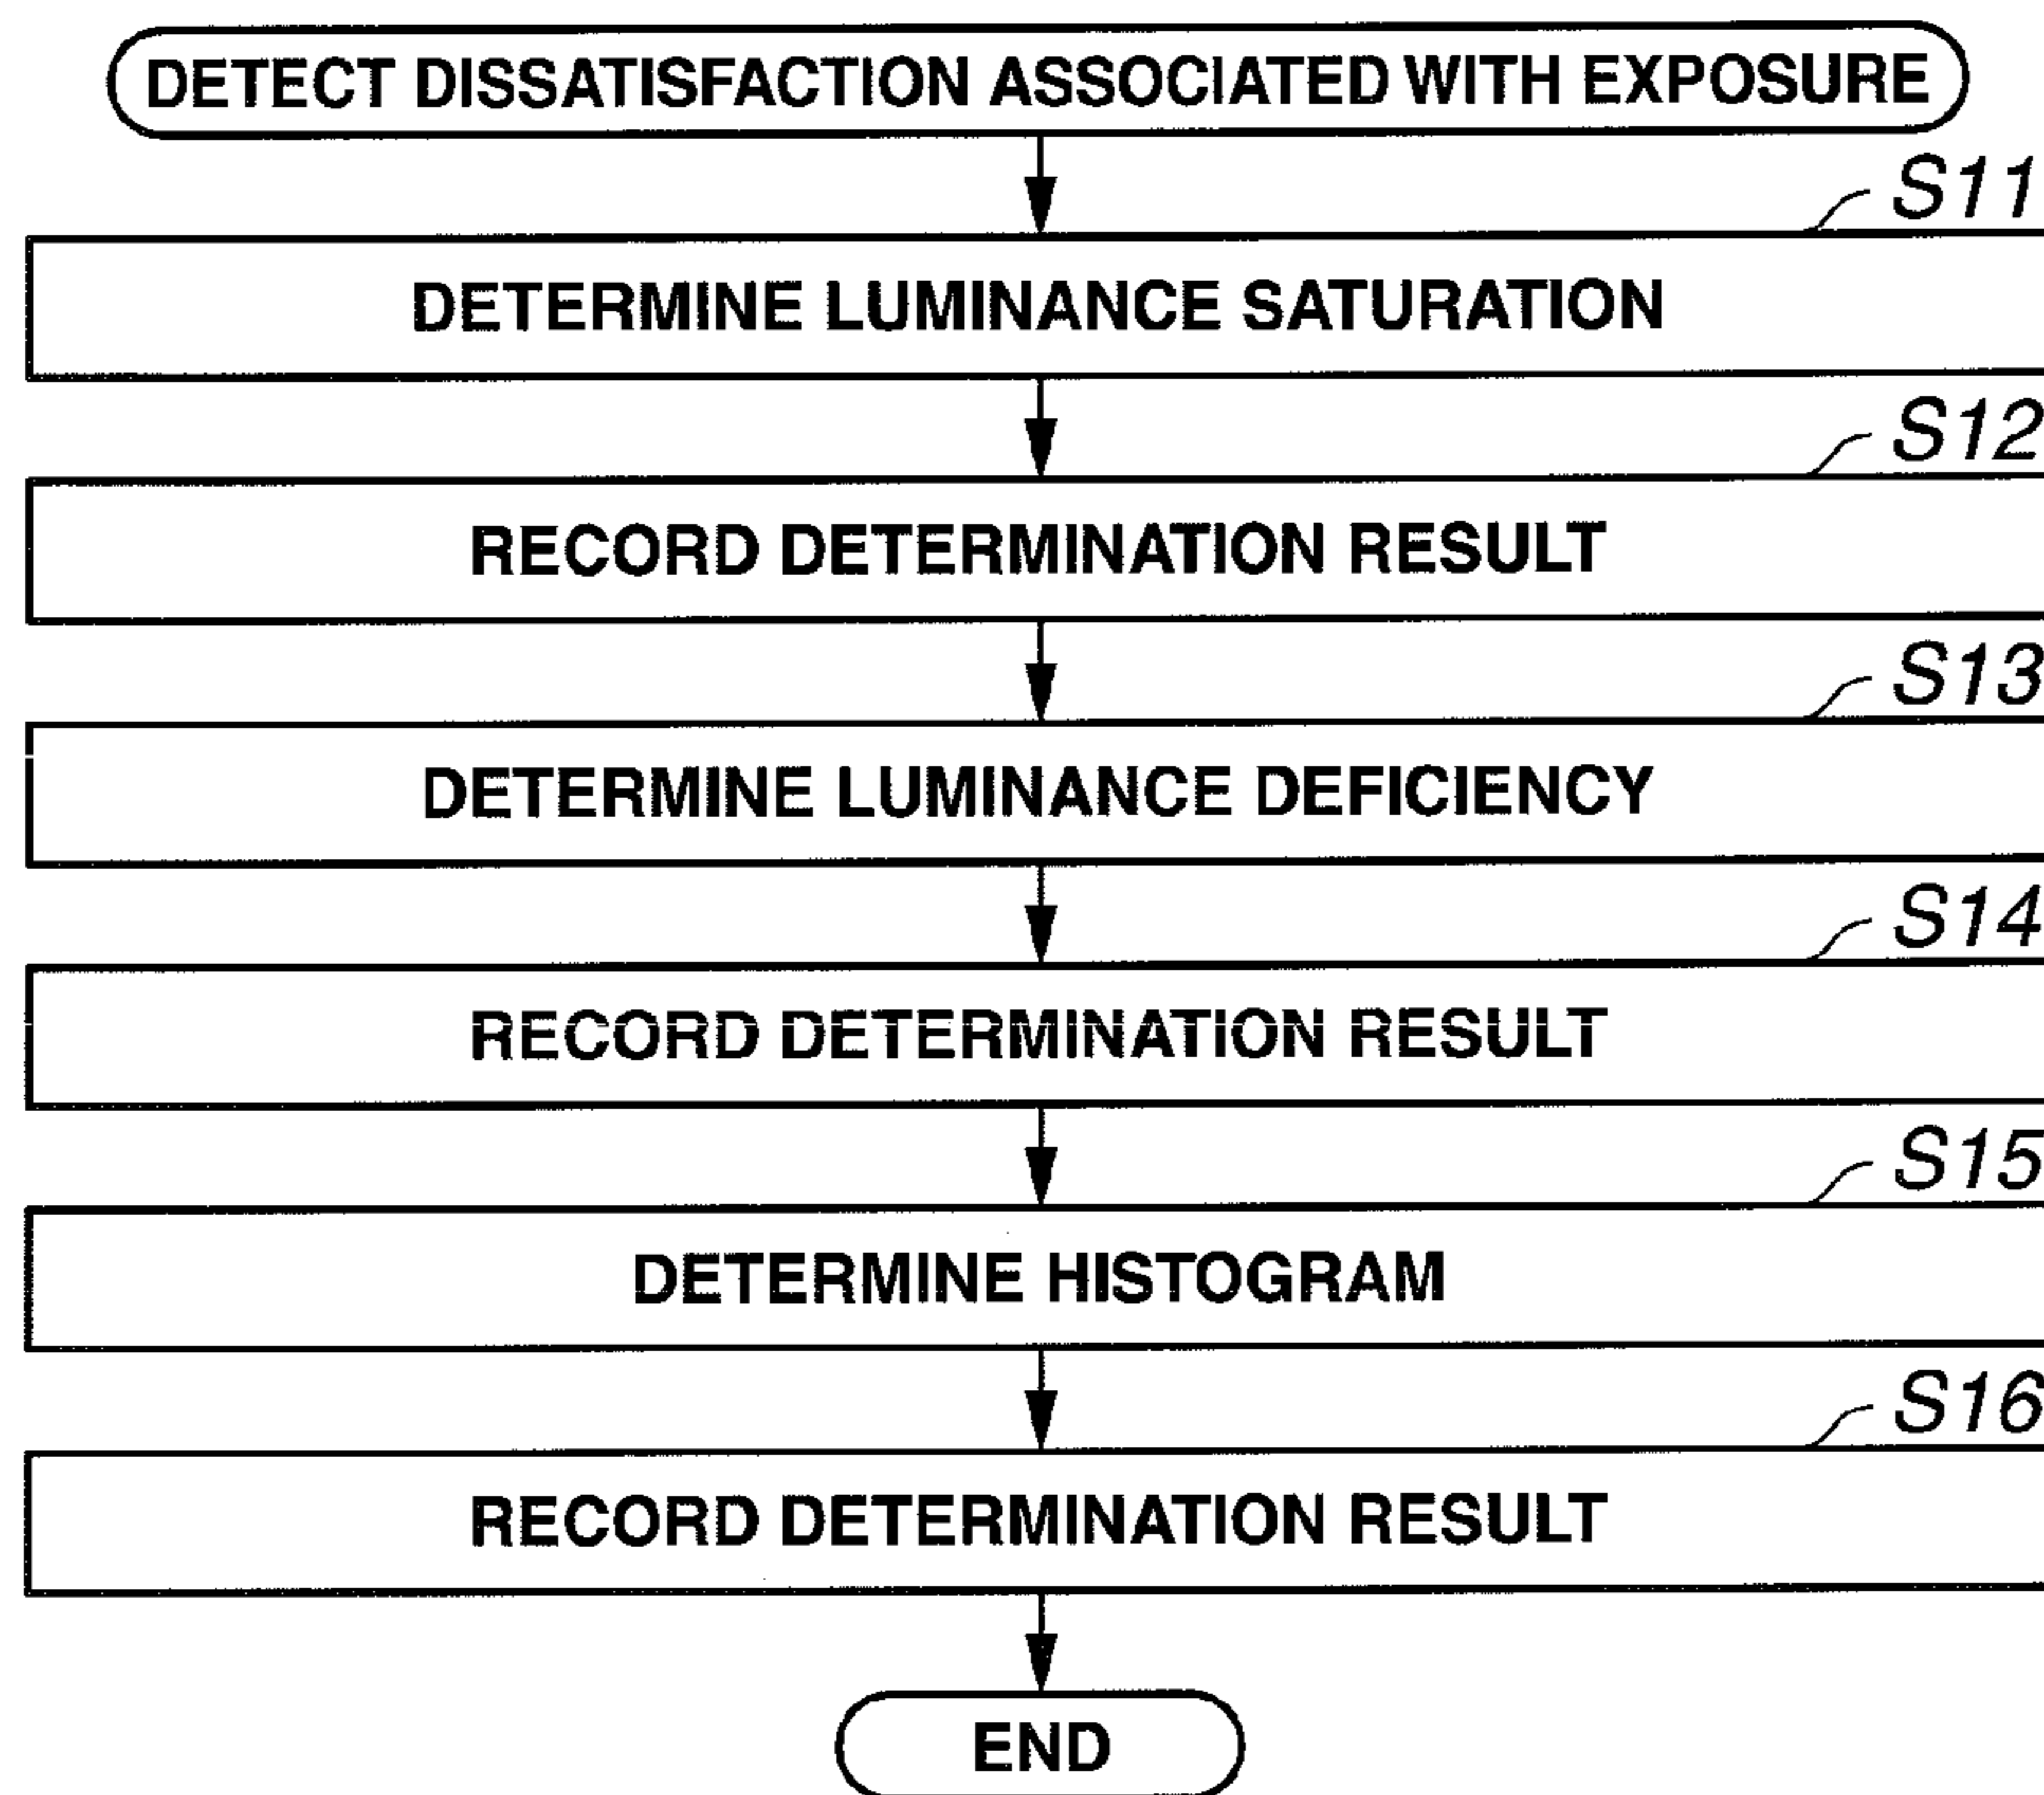 DETECT DISSATISFACTION ASSOCIATED WITH EXPOSURE
S11
DETERMINE LUMINANCE SATURATION
S12
RECORD DETERMINATION RESULT
S13
DETERMINE LUMINANCE DEFICIENCY
S14
RECORD DETERMINATION RESULT
S15
DETERMINE HISTOGRAM
S16
RECORD DETERMINATION RESULT
END